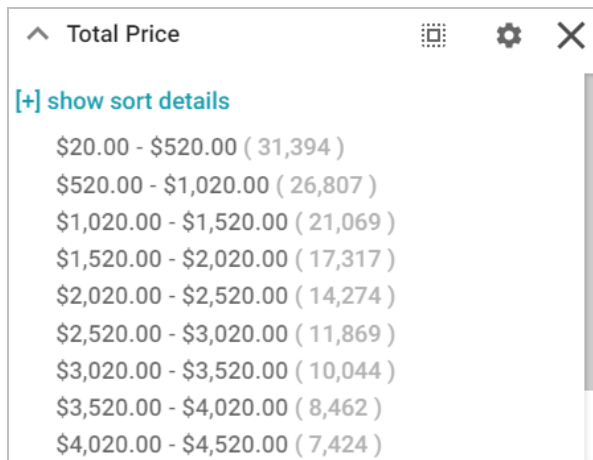 Total Price
[+] show sort details
$20.00 - $520.00 ( 31,394 )
$520.00 - $1,020.00 ( 26,807 )
$1,020.00 - $1,520.00 ( 21,069 )
$1,520.00 - $2,020.00 ( 17,317 )
$2,020.00 - $2,520.00 ( 14,274 )
$2,520.00 - $3,020.00 ( 11,869 )
$3,020.00 - $3,520.00 ( 10,044 )
$3,520.00 - $4,020.00 ( 8,462 )
$4,020.00 - $4,520.00 ( 7,424 )